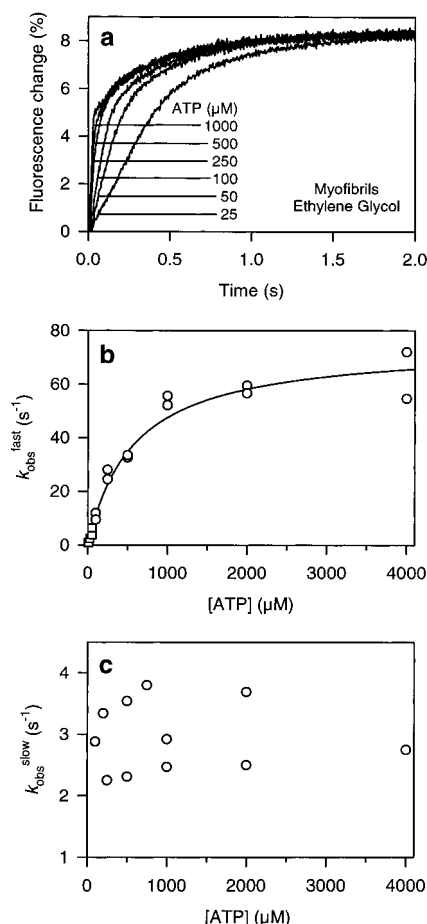 a
Fluorescence change (%)
8
6
4
2
0
ATP (µM)
1000
500
250
100
50
25
Myofibrils
Ethylene Glycol
0.0 0.5 1.0 1.5 2.0
Time (s)
b
k_obs^fast (s⁻¹)
80
60
40
20
0
0 1000 2000 3000 4000
[ATP] (µM)
c
k_obs^slow (s⁻¹)
4
3
2
1
0 1000 2000 3000 4000
[ATP] (µM)